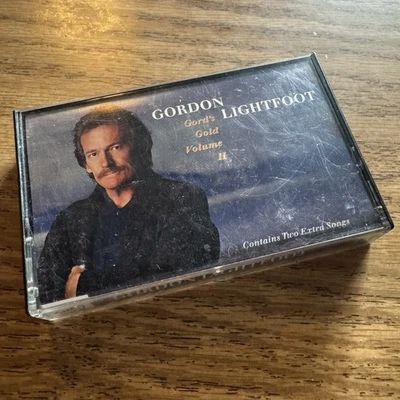 GORDON
LIGHTFOOT
Gord's
Gold
Volume
II
Contains Two Extra Songs